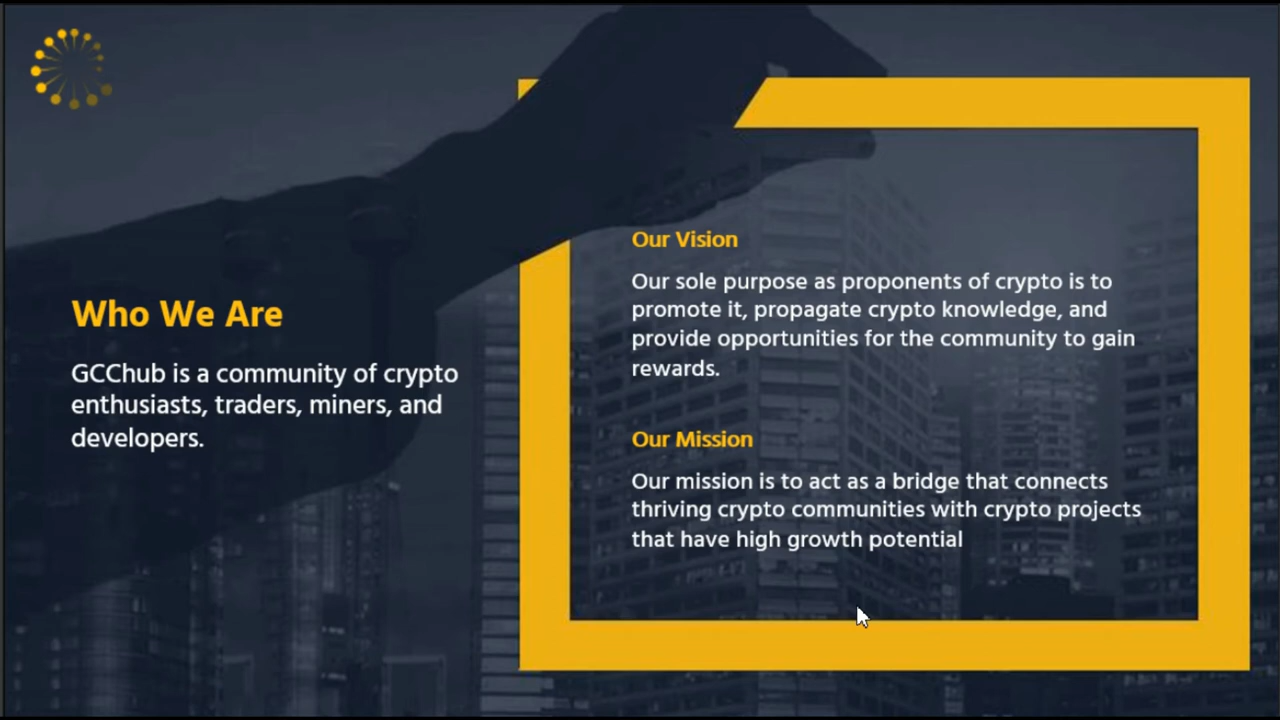 Who We Are
GCChub is a community of crypto
enthusiasts, traders, miners, and
developers.
Our Vision
Our sole purpose as proponents of crypto is to
promote it, propagate crypto knowledge, and
provide opportunities for the community to gain
rewards.
Our Mission
Our mission is to act as a bridge that connects
thriving crypto communities with crypto projects
that have high growth potential